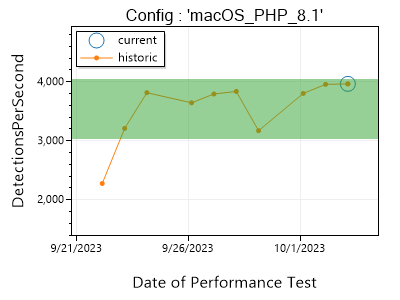 Config : 'macOS_PHP_8.1'
current
historic
DetectionsPerSecond
4,000
3,000
2,000
9/21/2023
9/26/2023
10/1/2023
Date of Performance Test